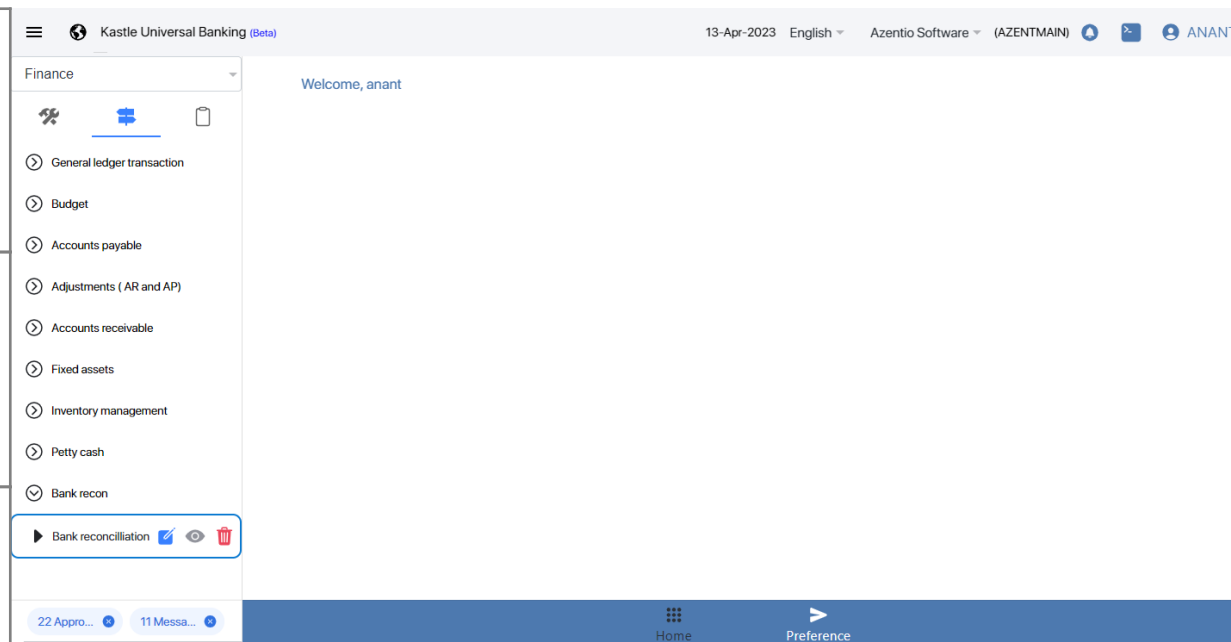 Kastle Universal Banking (Beta)
13-Apr-2023 English Azentio Software (AZENTMAIN) ANANT
Finance
Welcome, anant
General ledger transaction
Budget
Accounts payable
Adjustments ( AR and AP)
Accounts receivable
Fixed assets
Inventory management
Petty cash
Bank recon
Bank reconcilliation
22 Appro... 11 Messa...
Home Preference